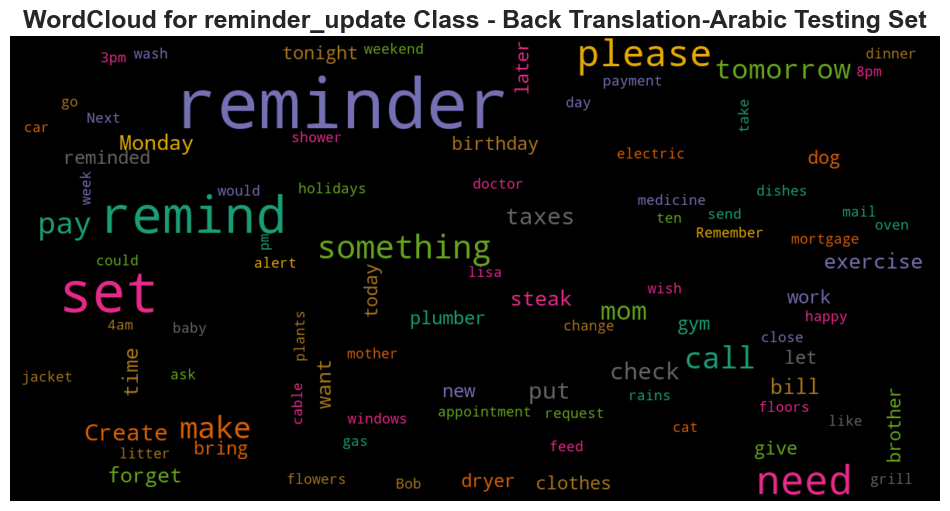 WordCloud for reminder_update Class - Back Translation-Arabic Testing Set
3pm wash tonight weekend later please dinner
tomorrow 8pm
payment
go reminder day take
car Next
Monday shower birthday
reminded electric dog
week would holidays doctor medicine dishes
pay remind taxes ten send mail oven
Remember mortgage
pm something
could alert lisa exercise
set today steak wish work
mom happy
4am baby plants plumber change gym close
time mother call let
jacket ask want new put check bill
cable rains
windows appointment request floors like brother
Create make
bring gas feed cat give
litter
forget flowers Bob dryer clothes need grill